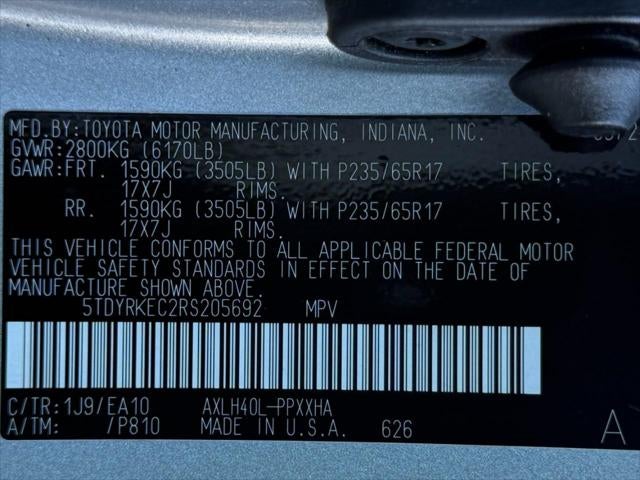 MFD.BY:TOYOTA MOTOR MANUFACTURING, INDIANA, INC.
GVWR:2800KG (6170LB)
GAWR:FRT. 1590KG (3505LB) WITH P235/65R17 TIRES,
17X7J RIMS.
RR. 1590KG (3505LB) WITH P235/65R17 TIRES,
17X7J RIMS.
THIS VEHICLE CONFORMS TO ALL APPLICABLE FEDERAL MOTOR
VEHICLE SAFETY STANDARDS IN EFFECT ON THE DATE OF
MANUFACTURE SHOWN ABOVE.
5TDYRKEC2RS205692 MPV
C/TR:1J9/EA10 AXLH40L-PPXXHA
A/TM: /P810 MADE IN U.S.A. 626 A